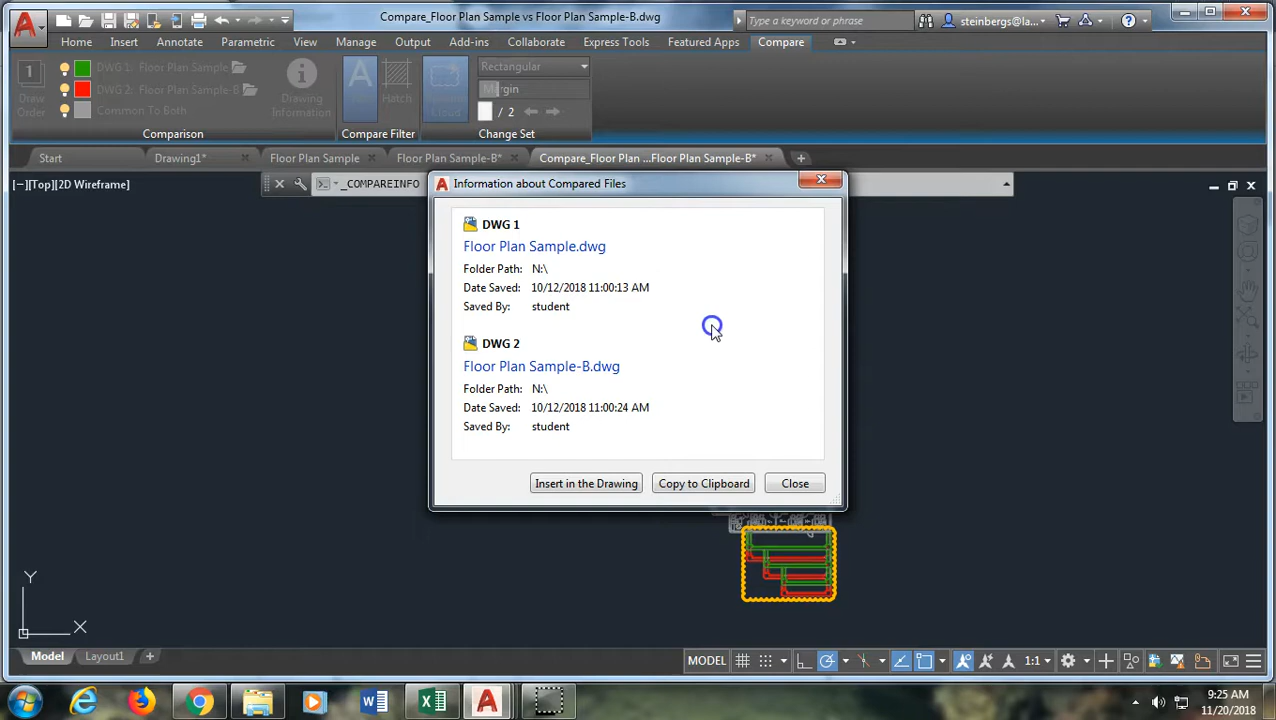 Compare_Floor Plan Sample vs Floor Plan Sample-B.dwg
Type a keyword or phrase
steinbergs@la...
Home Insert Annotate Parametric View Manage Output Add-ins Collaborate Express Tools Featured Apps Compare
1
Draw
Order
DWG 1: Floor Plan Sample
DWG 2: Floor Plan Sample-B
Common To Both
Drawing
Information
Comparison
Hatch
Compare Filter
Rectangular
Margin
/ 2
Change Set
Start Drawing1* Floor Plan Sample Floor Plan Sample-B* Compare_Floor Plan ...Floor Plan Sample-B*
[−][Top][2D Wireframe]
_COMPAREINFO
Information about Compared Files
DWG 1
Floor Plan Sample.dwg
Folder Path: N:\
Date Saved: 10/12/2018 11:00:13 AM
Saved By: student
DWG 2
Floor Plan Sample-B.dwg
Folder Path: N:\
Date Saved: 10/12/2018 11:00:24 AM
Saved By: student
Insert in the Drawing Copy to Clipboard Close
Y
X
Model Layout1
MODEL 1:1
9:25 AM
11/20/2018